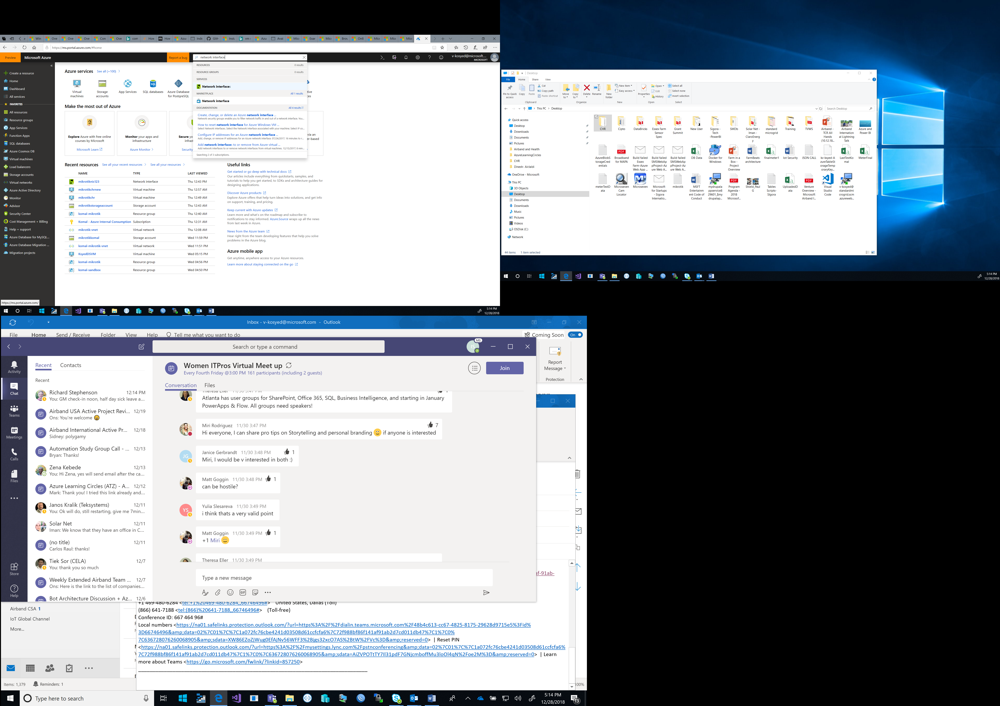 Win
Ove
Ove
Ove
Con
Ove
com
How
How
Azu
Inde
GitH
Inst
vm s
Azu
Avai
Micr
Exar
Micr
Brow
Onli
Micr
Micr
Micr
https://ms.portal.azure.com/#home
Preview
Microsoft Azure
Report a bug
network interface
v-kosyed@microsoft....
MICROSOFT
Create a resource
Home
Dashboard
All services
FAVORITES
All resources
Resource groups
App Services
Function Apps
SQL databases
Azure Cosmos DB
Virtual machines
Load balancers
Storage accounts
Virtual networks
Azure Active Directory
Monitor
Advisor
Security Center
Cost Management + Billing
Help + support
Azure Database for MySQL...
Azure Database Migration ...
Migration projects
https://ms.portal.azure.com/
Azure services See all (+100)
Virtual machines
Storage accounts
App Services
SQL databases
Azure Database for PostgreSQL
RESOURCES 0 results
RESOURCE GROUPS 0 results
SERVICES
Network interfaces
MARKETPLACE All 1 results
Network interface
DOCUMENTATION All 4 results
Create, change, or delete an Azure network interface ...
Network security groups enable you to filter network traffic in and out of a network interface. You...
How to reset network interface for Azure Windows VM ...
Select Network Interfaces. Select the Network Interface associated with your machine; Select IP co...
Configure IP addresses for an Azure network interface ...
Add, change, or remove IP addresses for an Azure network interface. 07/24/2017; 16 minutes to r...
Add network interfaces to or remove from Azure virtual ...
Add network interfaces to or remove network interfaces from virtual machines. 12/15/2017; 8 min...
Searching 2 of 3 subscriptions.
Make the most out of Azure
Explore Azure with free online courses by Microsoft
Microsoft Learn
Monitor your apps and infrastructure
Azure Monitor
Secure yo
infrast
Security
via an
er-based
Recent resources See all your recent resources See all your resources
NAME TYPE LAST VIEWED
mikrotiknic123 Network interface Thu 12:43 PM
mikrotikchrnew Virtual machine Thu 12:57 AM
mikrotikchr Virtual machine Thu 12:49 AM
mikrotikstorageaccount Storage account Thu 12:43 AM
komal-mikrotik Resource group Thu 12:40 AM
Komal - Azure Internal Consumption Subscription Thu 12:31 AM
mikrotik-vnet Virtual network Thu 12:08 AM
mikrotikkomal Storage account Wed 11:59 PM
komal-mikrotik-vnet Virtual network Wed 11:51 PM
KsyedDSVM Virtual machine Wed 05:15 PM
komal-mikrotik Resource group Wed 04:56 PM
komal-sandbox Resource group Wed 04:50 PM
Useful links
Get started or go deep with technical docs
Our articles include everything from quickstarts, samples, and
tutorials to help you get started, to SDKs and architecture guides for
designing applications.
Discover Azure products
Explore Azure offers that help turn ideas into solutions, and get info
on support, training, and pricing.
Keep current with Azure updates
Learn more and what's on the roadmap and subscribe to
notifications to stay informed. Azure.Source wraps up all the news
from last week in Azure.
News from the Azure team
Hear right from the team developing features that help you solve
problems in the Azure blog.
Azure mobile app
Get anytime, anywhere access to your Azure resources.
Learn more about staying connected on the go
5:14 PM
12/28/2018
Desktop
File Home Share View
Pin to Quick access
Copy
Paste
Cut
Copy path
Paste shortcut
Clipboard
Move to
Copy to
Delete
Rename
Organize
New folder
New item
Easy access
New
Properties
Open
Edit
History
Open
Select all
Select none
Invert selection
Select
This PC > Desktop
Search Desktop
Quick access
Desktop
Downloads
Documents
Pictures
Airband and Health
AzureLearningCircles
CHR
Dinesh- AirJaldi
OneDrive - Microsoft
This PC
3D Objects
Desktop
Documents
Downloads
Music
Pictures
Videos
OSDisk (C:)
Network
CHR
Cipto
DataBricks
Essex Farm Sensor Spec
Grant Summit
New User
Sigora - Tech -PowerBI
SMDb
Solar Net - Iman - ClaroEnergy
standard microgrid
Training
TVWS
Airband - TCR All Hands (10.12.18...
Airband International Lightning Talk
Azure and Power BI
AzureBlobStorageCredentials
Broadband for MAPA
Build failed Essex Farm-Azure Web App ...
Build failed SMSWebAppProject-Azure Web A...
Build failed SMSWebAppProject-Azure Web A...
DB Data
Docker for Windows
Farm in a Box - Project Overview
FarmBeats architecture
finalmeter1
Iot Security
JSON CALL
kv-ksyed-AzureTableStorageTemporaryKey...
LastTestKomal
MeterFinal
meterTestData
Microseven Cam Locator
Microseven
Microsoft for Startups - Sigora Internatio...
mikrotik
MSFT Entertainment Code of Conduct
mydrupalappservice829601_$mydrupalap...
Program Agenda - 2018 Microsof...
Shield_PaulG
Tables Scripts-SIgora
UploadedData
Venture Overview - Microsoft Airband I...
Visual Studio Code
v-kosyed@standardmicrogrid.scm.azureweb...
44 items 1 item selected
5:14 PM
12/28/2018
Inbox - v-kosyed@microsoft.com - Outlook
File Home Send / Receive Folder View Help Tell me what you want to do
Coming Soon On
Report Message
Protection
Search or type a command
IS
MS
Activity
Chat
Teams
Meetings
Calls
Files
Store
Help
Recent Contacts
Recent
Richard Stephenson 12:14 PM
You: GM check-in noon, half day sick leave a...
Airband USA Active Project Revi... 12/19
Ons: You're welcome
Airband International Active Pr... 12/18
Sidney: polygamy
Automation Study Group Call - ... 12/13
Bryan: Thanks!
Zena Kebede 12/13
You: Hi Zena, yes will send email after the ca...
Azure Learning Circles (ATZ) - A... 12/12
Mark: Thank you! I tried this link already and...
Janos Kralik (Teksystems) 12/11
You: Ok will do, still restarting, give me 7min...
Solar Net 12/11
Iman: We know that they have an office in C...
(no title) 12/11
Carlos Raul: thanks!
Tiek Sor (CELA) 12/7
You: thank you so much
Weekly Extended Airband Team ... 12/7
Ons: Here is the link to the list of companies...
Bot Architecture Discussion + Az... 12/6
Women ITPros Virtual Meet up
Every Fourth Friday @3:00 PM 161 participants (including 2 guests)
Join
Conversation Files
Theresa Eller 11/30 3:47 PM 1
Atlanta has user groups for SharePoint, Office 365, SQL, Business Intelligence, and starting in January
PowerApps & Flow. All groups need speakers!
Miri Rodriguez 11/30 3:47 PM 7
Hi everyone, I can share pro tips on Storytelling and personal branding if anyone is interested
JG
Janice Gerbrandt 11/30 3:48 PM 1
Miri, I would be v interested in both :)
Matt Goggin 11/30 3:48 PM 1
can be hostile?
YS
Yulia Slesareva 11/30 3:49 PM
i think thats a very valid point
Matt Goggin 11/30 3:49 PM 1
+1 Miri
Theresa Eller 11/30 3:49 PM
Type a new message
GIF
af-91ab-
+1 469-480-6284 <tel:+1%20469-480-6284,,66746496#> United States, Dallas (Toll)
(866) 641-7188 <tel:(866)%20641-7188,,66746496#> (Toll-free)
Conference ID: 667 464 96#
Local numbers <https://na01.safelinks.protection.outlook.com/?url=https%3A%2F%2Fdialin.teams.microsoft.com%2F48b4c613-cc67-4825-8175-29628d9715e5%3Fid%
3D66746496&amp;data=02%7C01%7C%7C1a072fc76cbe4241d03508d61ccfcfa6%7C72f988bf86f141af91ab2d7cd011db47%7C1%7C0%
7C636728076260068905&amp;sdata=XW86EZoZjWug0EfAjNv56WFF3%2Bjgs32xcO7AS%2BtW%2FVc%3D&amp;reserved=0> | Reset PIN
<https://na01.safelinks.protection.outlook.com/?url=https%3A%2F%2Fmysettings.lync.com%2Fpstnconferencing&amp;data=02%7C01%7C%7C1a072fc76cbe4241d03508d61ccfcfa6%
7C72f988bf86f141af91ab2d7cd011db47%7C1%7C0%7C636728076260068905&amp;sdata=AiZVPOTtTY7Il31pdF7GNjcmboffMu3loOl4qN%2Foe2M%3D&amp;reserved=0> | Learn
more about Teams <https://go.microsoft.com/fwlink/?linkid=857250>
Airband CSA 1
IoT Global Channel
More...
Items: 1,379 Reminders: 1
100%
Type here to search
5:14 PM
12/28/2018
13